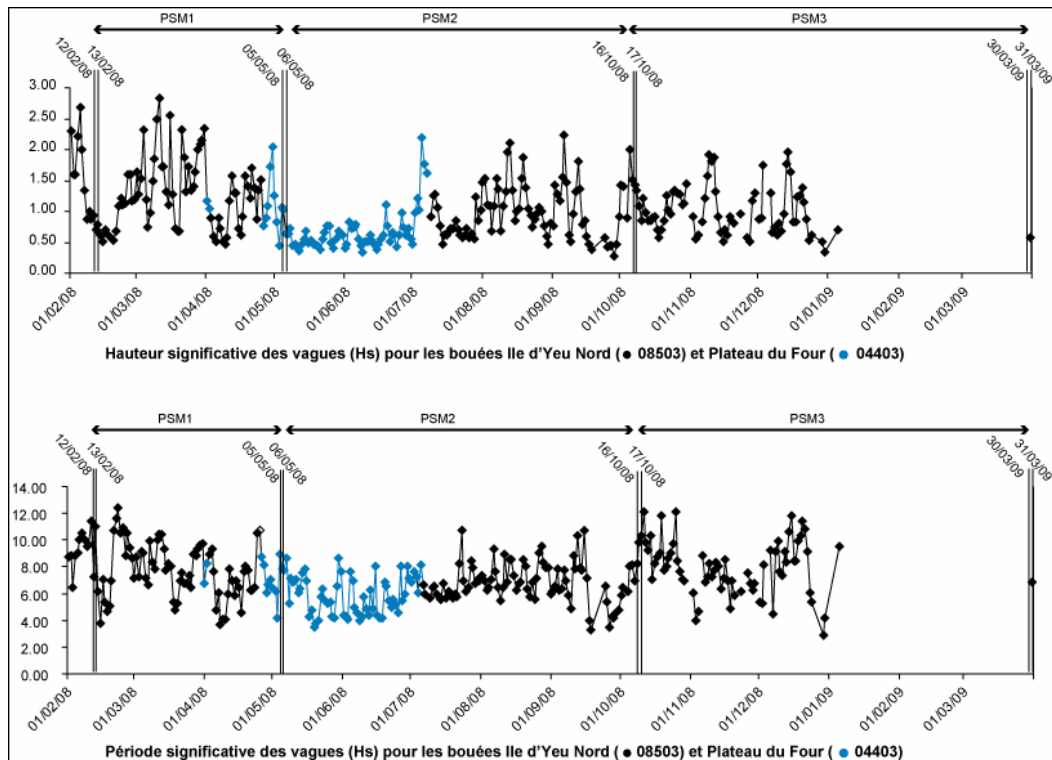 PSM1 PSM2 PSM3
12/02/08 13/02/08 05/05/08 06/05/08 16/10/08 17/10/08 30/03/09 31/03/09
3.00
2.50
2.00
1.50
1.00
0.50
0.00
01/02/08 01/03/08 01/04/08 01/05/08 01/06/08 01/07/08 01/08/08 01/09/08 01/10/08 01/11/08 01/12/08 01/01/09 01/02/09 01/03/09
Hauteur significative des vagues (Hs) pour les bouées Ile d'Yeu Nord ( ● 08503) et Plateau du Four ( ● 04403)
PSM1 PSM2 PSM3
12/02/08 13/02/08 05/05/08 06/05/08 16/10/08 17/10/08 30/03/09 31/03/09
14.00
12.00
10.00
8.00
6.00
4.00
2.00
0.00
01/02/08 01/03/08 01/04/08 01/05/08 01/06/08 01/07/08 01/08/08 01/09/08 01/10/08 01/11/08 01/12/08 01/01/09 01/02/09 01/03/09
Période significative des vagues (Hs) pour les bouées Ile d'Yeu Nord ( ● 08503) et Plateau du Four ( ● 04403)